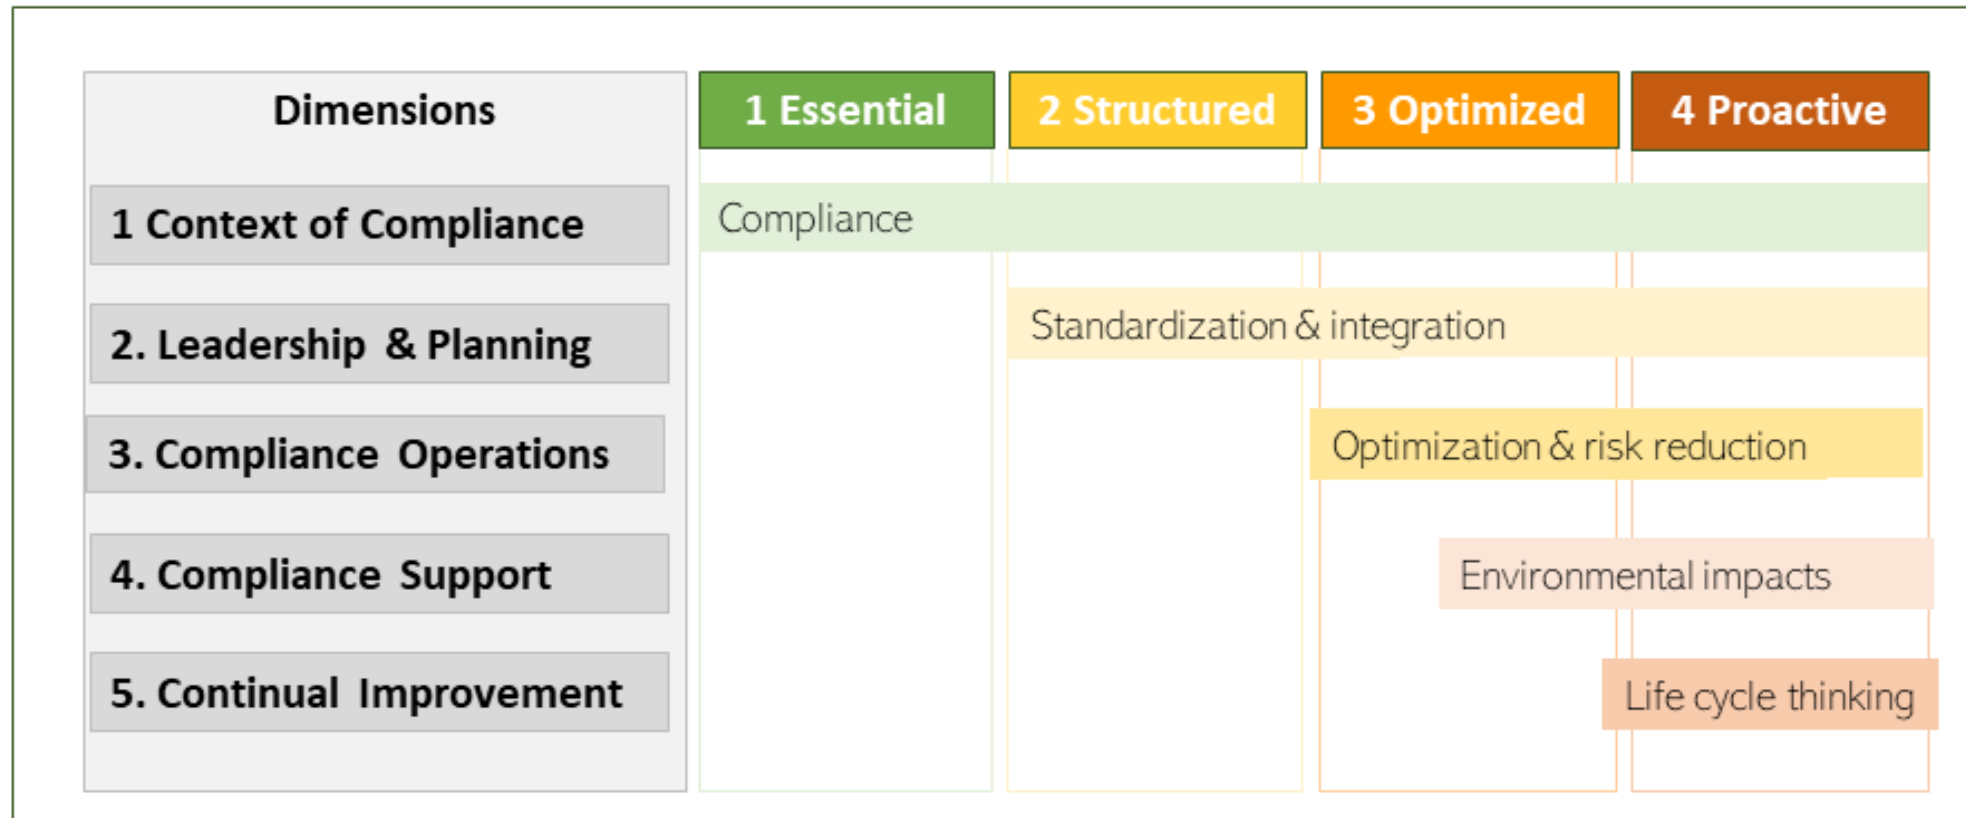 Dimensions
1 Essential
2 Structured
3 Optimized
4 Proactive
1 Context of Compliance
Compliance
2. Leadership & Planning
Standardization & integration
3. Compliance Operations
Optimization & risk reduction
4. Compliance Support
Environmental impacts
5. Continual Improvement
Life cycle thinking